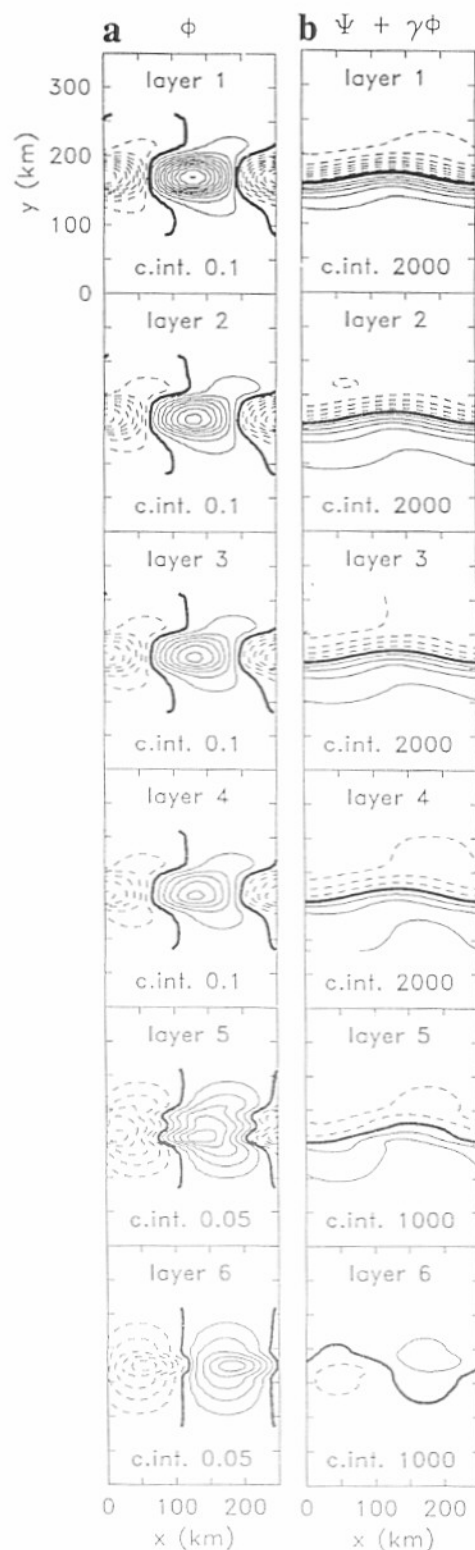 a ϕ b Ψ + γϕ
layer 1 layer 1
300
200
100
0
y (km)
c.int. 0.1 c.int. 2000
layer 2 layer 2
c.int. 0.1 c.int. 2000
layer 3 layer 3
c.int. 0.1 c.int. 2000
layer 4 layer 4
c.int. 0.1 c.int. 2000
layer 5 layer 5
c.int. 0.05 c.int. 1000
layer 6 layer 6
c.int. 0.05 c.int. 1000
0 100 200 0 100 200
x (km) x (km)